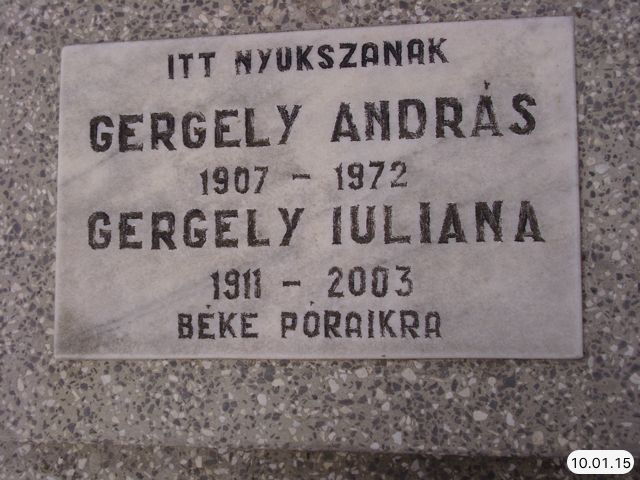 ITT NYUKSZANAK
GERGELY ANDRÁS
1907 - 1972
GERGELY IULIANA
1911 - 2003
BÉKE PÓRAIKRA
10.01.15